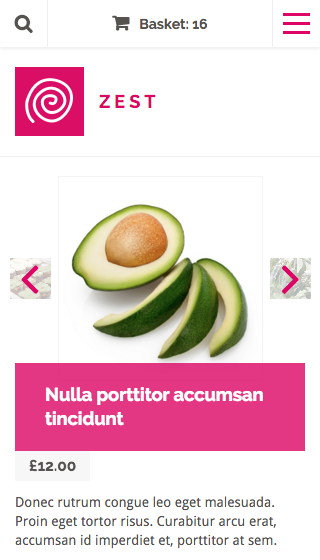 Basket: 16
ZEST
Nulla porttitor accumsan
tincidunt
£12.00
Donec rutrum congue leo eget malesuada.
Proin eget tortor risus. Curabitur arcu erat,
accumsan id imperdiet et, porttitor at sem.